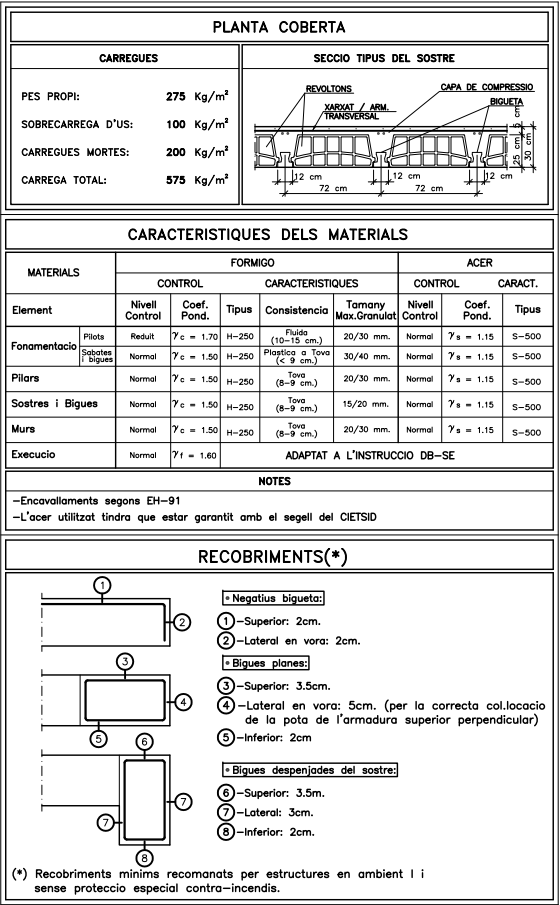 PLANTA COBERTA
CARREGUES
PES PROPI: 275 Kg/m²
SOBRECARREGA D'US: 100 Kg/m²
CARREGUES MORTES: 200 Kg/m²
CARREGA TOTAL: 575 Kg/m²
SECCIO TIPUS DEL SOSTRE
REVOLTONS
CAPA DE COMPRESSIO
XARXAT / ARM.
TRANSVERSAL
BIGUETA
5 cm
25 cm
30 cm
12 cm
12 cm
12 cm
72 cm
72 cm
CARACTERISTIQUES DELS MATERIALS
MATERIALS FORMIGO ACER
CONTROL CARACTERISTIQUES CONTROL CARACT.
Element Nivell Control Coef. Pond. Tipus Consistencia Tamany Max.Granulat Nivell Control Coef. Pond. Tipus
Fonamentacio Pilots Reduit γc = 1.70 H-250 Fluida (10-15 cm.) 20/30 mm. Normal γs = 1.15 S-500
Sabates i bigues Normal γc = 1.50 H-250 Plastica a Tova (< 9 cm.) 30/40 mm. Normal γs = 1.15 S-500
Pilars Normal γc = 1.50 H-250 Tova (8-9 cm.) 20/30 mm. Normal γs = 1.15 S-500
Sostres i Bigues Normal γc = 1.50 H-250 Tova (8-9 cm.) 15/20 mm. Normal γs = 1.15 S-500
Murs Normal γc = 1.50 H-250 Tova (8-9 cm.) 20/30 mm. Normal γs = 1.15 S-500
Execucio Normal γf = 1.60 ADAPTAT A L'INSTRUCCIO DB-SE
NOTES
-Encavallaments segons EH-91
-L'acer utilitzat tindra que estar garantit amb el segell del CIETSID
RECOBRIMENTS(*)
1
2
3
4
5
6
7
7
8
• Negatius bigueta:
1 -Superior: 2cm.
2 -Lateral en vora: 2cm.
• Bigues planes:
3 -Superior: 3.5cm.
4 -Lateral en vora: 5cm. (per la correcta col.locacio
de la pota de l'armadura superior perpendicular)
5 -Inferior: 2cm
• Bigues despenjades del sostre:
6 -Superior: 3.5m.
7 -Lateral: 3cm.
8 -Inferior: 2cm.
(*) Recobriments minims recomanats per estructures en ambient I i
sense proteccio especial contra-incendis.